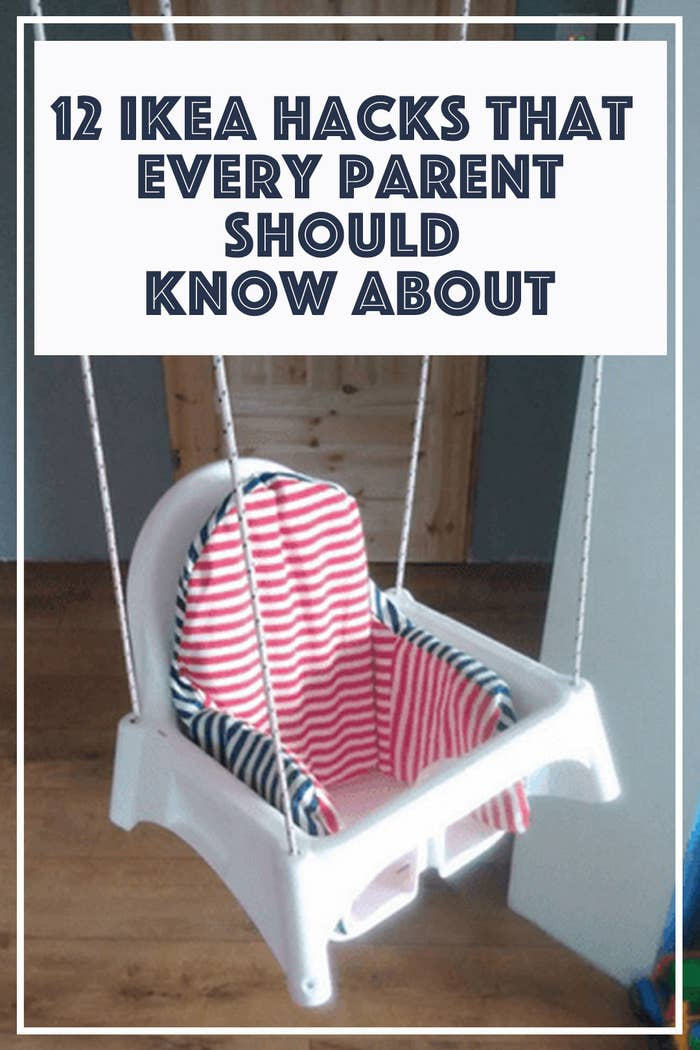 12 IKEA HACKS THAT
EVERY PARENT
SHOULD
KNOW ABOUT